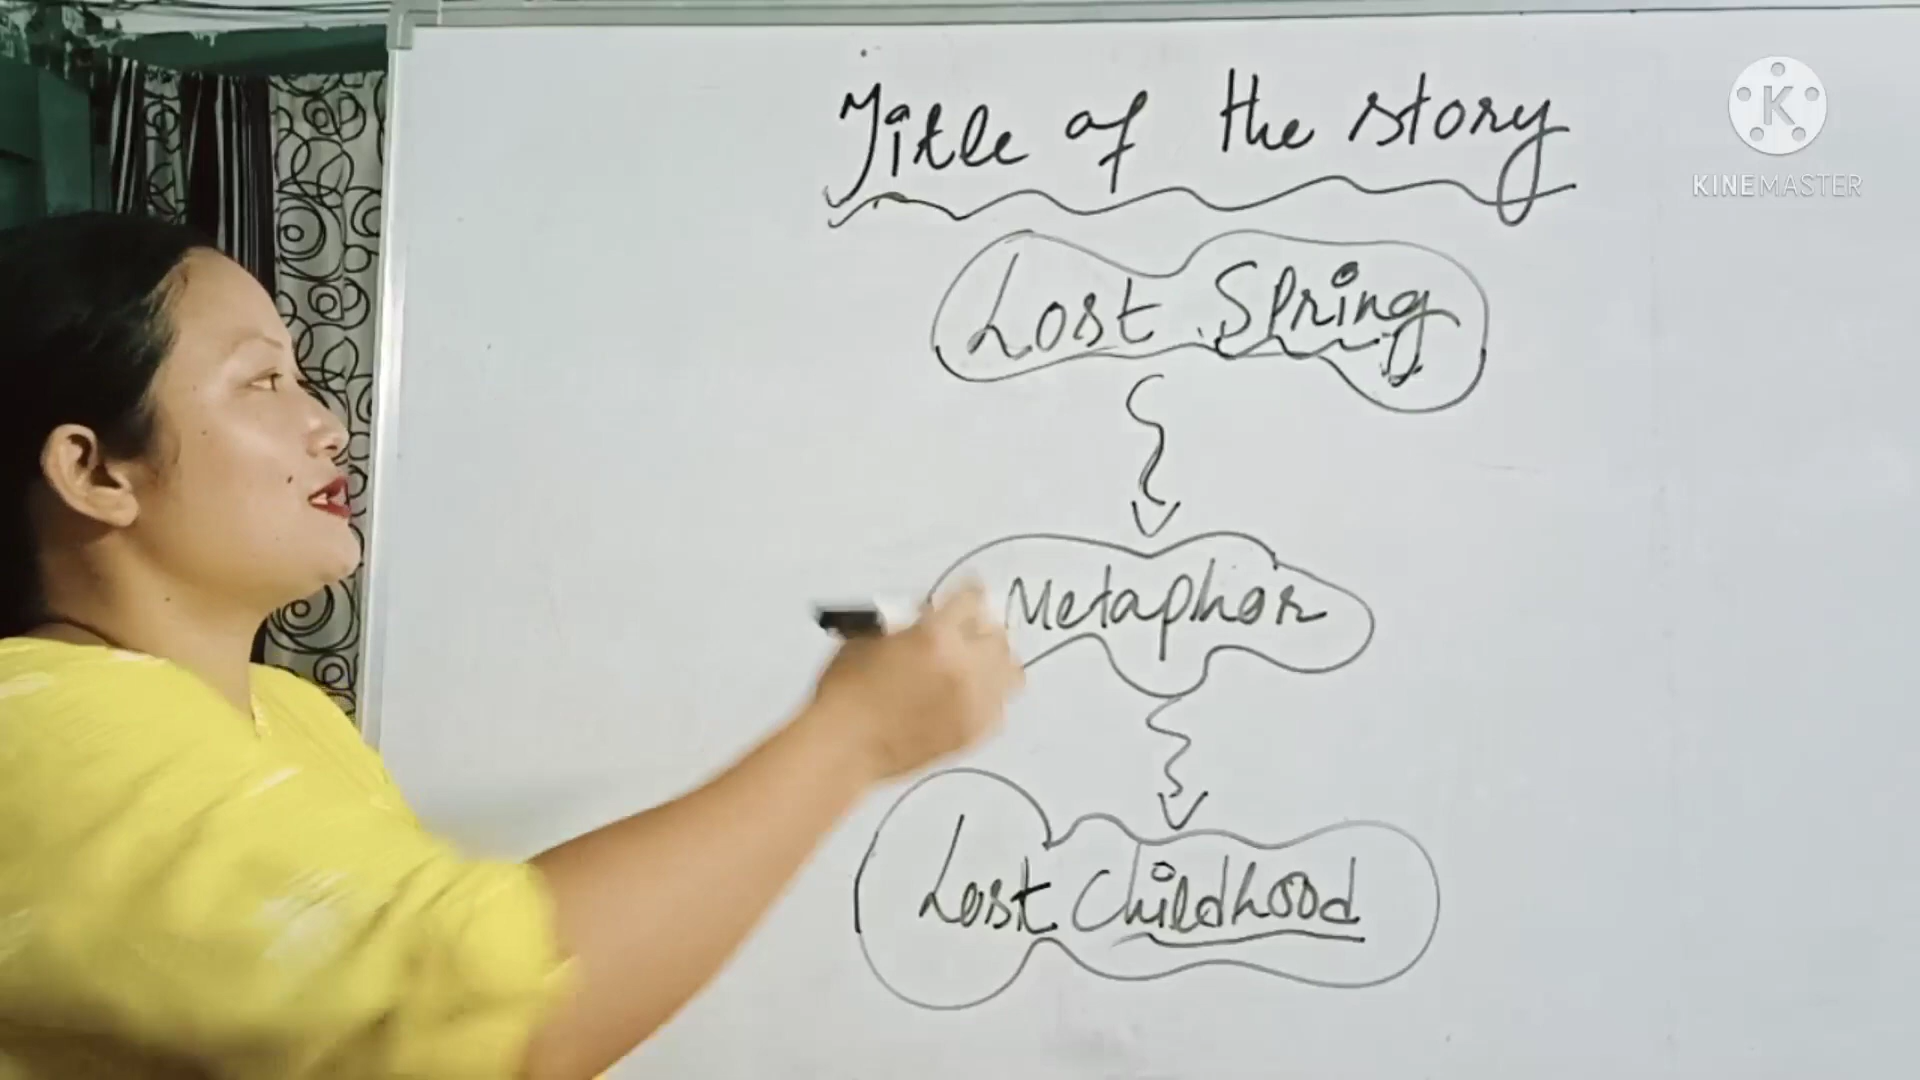 Title of the story
Lost Spring
Metaphor
Lost Childhood
KINEMASTER